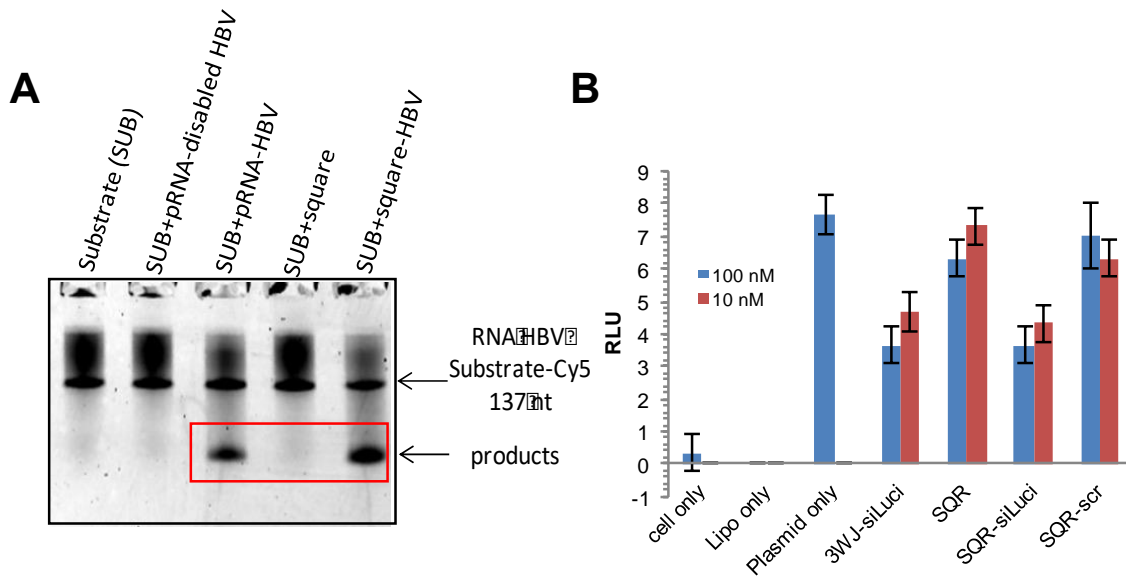 A
Substrate (SUB)
SUB+pRNA-disabled HBV
SUB+pRNA-HBV
SUB+square
SUB+square-HBV
RNA⍰HBV⍰
Substrate-Cy5
137⍰nt
products
B
RLU
9
8
7
6
5
4
3
2
1
0
-1
100 nM
10 nM
cell only
Lipo only
Plasmid only
3WJ-siLuci
SQR
SQR-siLuci
SQR-scr